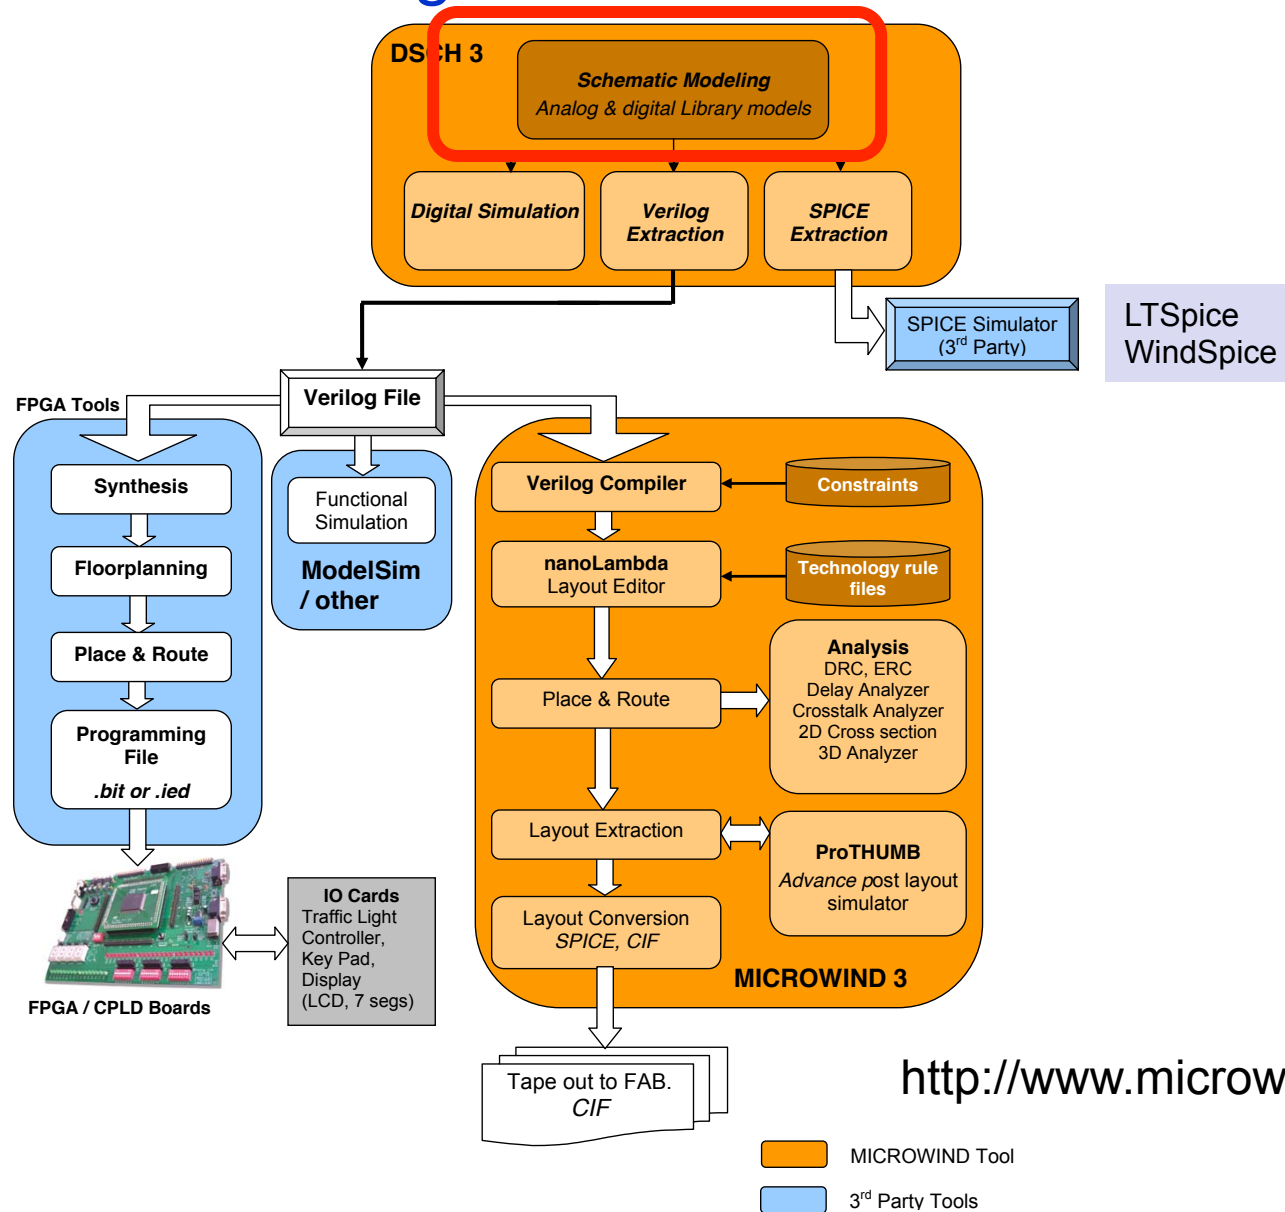 DSCH 3
Schematic Modeling
Analog & digital Library models
Digital Simulation
Verilog
Extraction
SPICE
Extraction
SPICE Simulator
(3rd Party)
LTSpice
WindSpice
Verilog File
FPGA Tools
Synthesis
Floorplanning
Place & Route
Programming
File
.bit or .ied
Functional
Simulation
ModelSim
/ other
Verilog Compiler
Constraints
nanoLambda
Layout Editor
Technology rule
files
Place & Route
Analysis
DRC, ERC
Delay Analyzer
Crosstalk Analyzer
2D Cross section
3D Analyzer
Layout Extraction
ProTHUMB
Advance post layout
simulator
Layout Conversion
SPICE, CIF
MICROWIND 3
IO Cards
Traffic Light
Controller,
Key Pad,
Display
(LCD, 7 segs)
FPGA / CPLD Boards
Tape out to FAB.
CIF
http://www.microw
MICROWIND Tool
3rd Party Tools